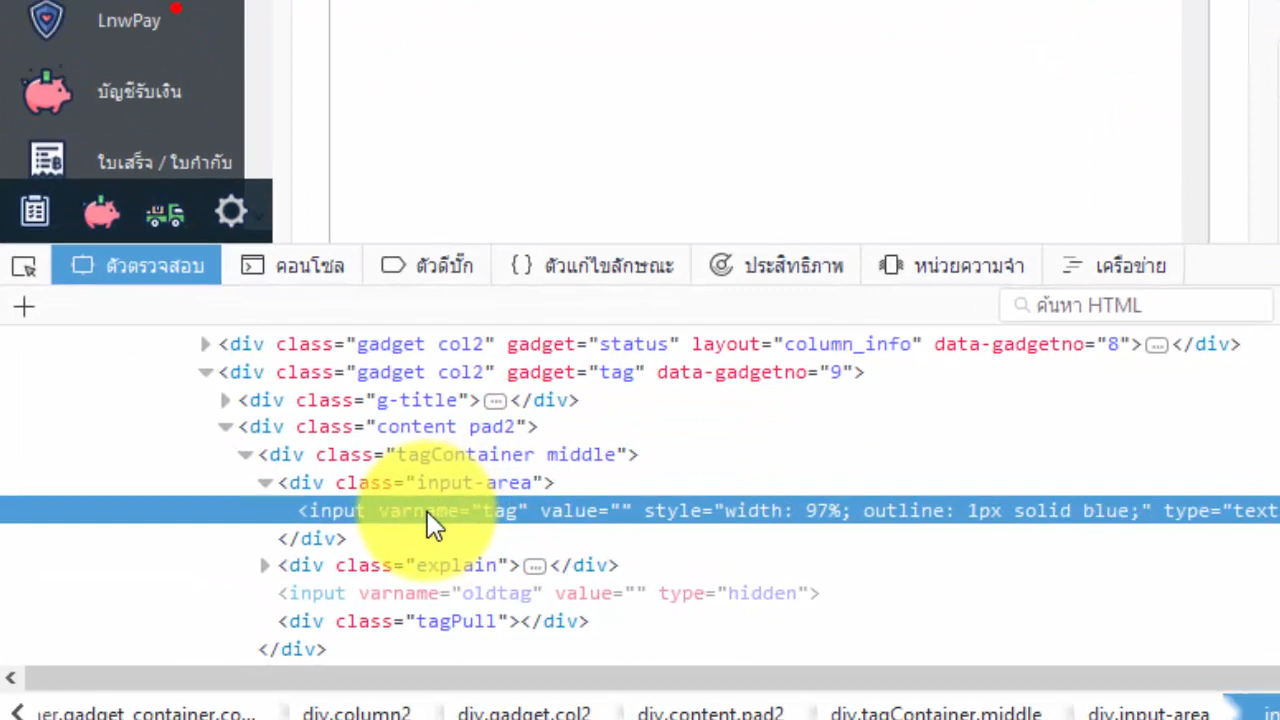 LnwPay
บัญชีรับเงิน
ใบเสร็จ / ใบกำกับ
ตัวตรวจสอบ คอนโซล ตัวดีบั๊ก {} ตัวแก้ไขลักษณะ ประสิทธิภาพ หน่วยความจำ เครือข่าย
+ ค้นหา HTML
<div class="gadget col2" gadget="status" layout="column_info" data-gadgetno="8">…</div>
<div class="gadget col2" gadget="tag" data-gadgetno="9">
<div class="g-title">…</div>
<div class="content pad2">
<div class="tagContainer middle">
<div class="input-area">
<input varname="tag" value="" style="width: 97%; outline: 1px solid blue;" type="text
</div>
<div class="explain">…</div>
<input varname="oldtag" value="" type="hidden">
<div class="tagPull"></div>
</div>
ner.gadget_container.co... div.column2 div.gadget.col2 div.content.pad2 div.tagContainer.middle div.input-area in